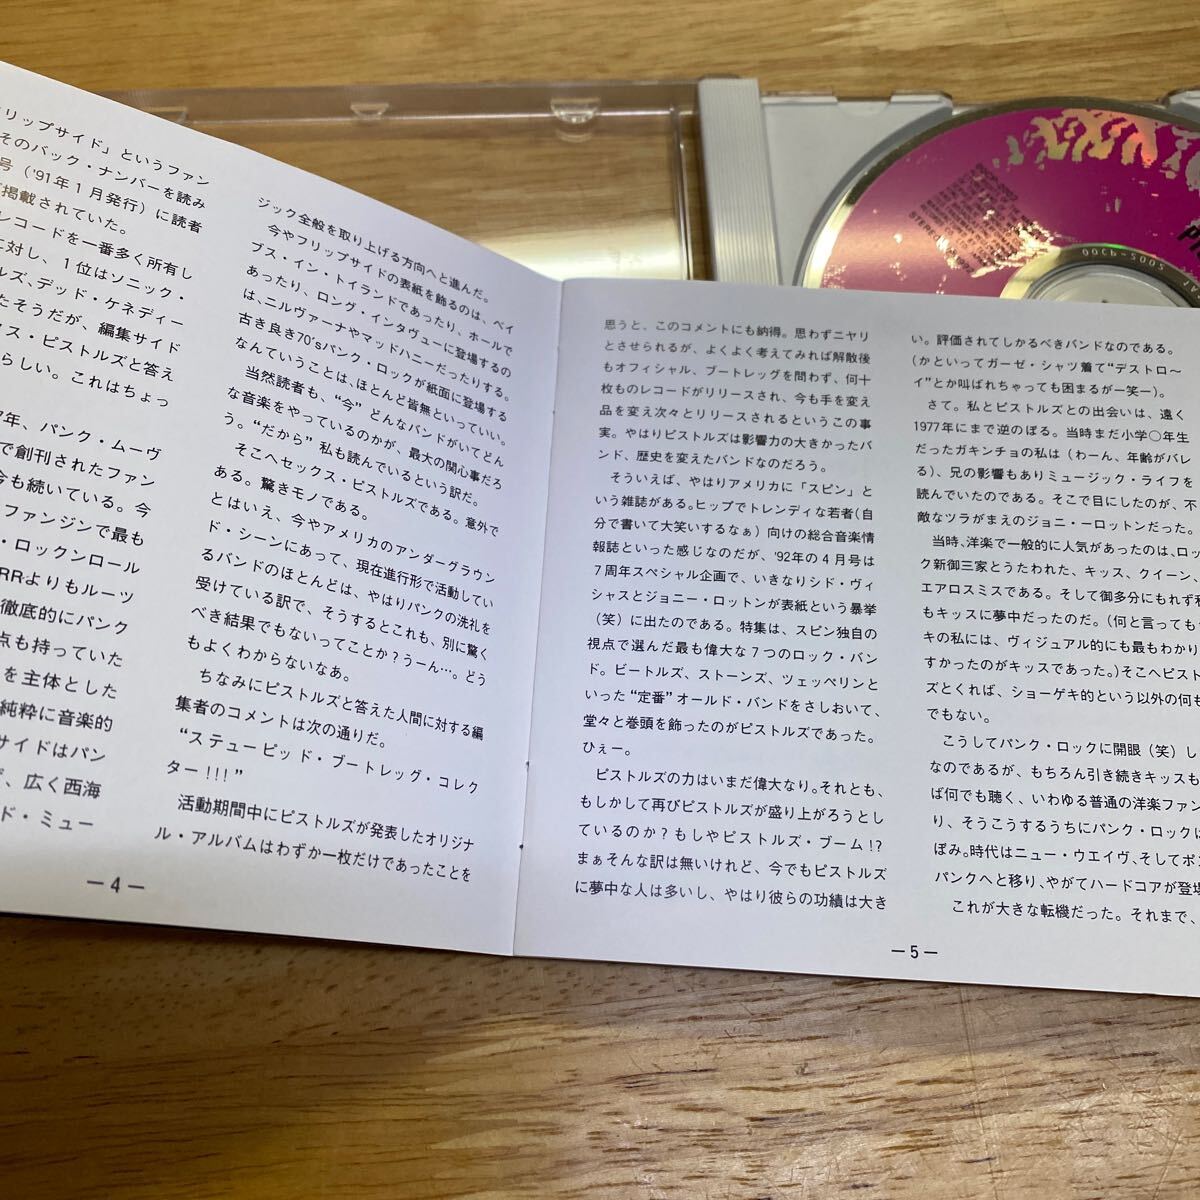 リップサイド」というファン
そのバック・ナンバーを読み
号（'91年１月発行）に読者
掲載されていた。
レコードを一番多く所有し
に対し、１位はソニック・
ルズ、デッド・ケネディー
たそうだが、編集サイド
ス・ピストルズと答え
らしい。これはちょっ
7年、パンク・ムーヴ
で創刊されたファン
今も続いている。今
ファンジンで最も
・ロックンロール
RRよりもルーツ
徹底的にパンク
点も持っていた
を主体とした
純粋に音楽的
サイドはパン
、広く西海
ド・ミュー
ジック全般を取り上げる方向へと進んだ。
今やフリップサイドの表紙を飾るのは、ベイ
ブス・イン・トイランドであったり、ホールで
あったり、ロング・インタヴューに登場するの
は、ニルヴァーナやマッドハニーだったりする。
古き良き70'sパンク・ロックが紙面に登場する
なんていうことは、ほとんど皆無といっていい。
当然読者も、“今”どんなバンドがいてどん
な音楽をやっているのかが、最大の関心事だろ
う。“だから”私も読んでいるという訳だ。
そこへセックス・ピストルズである。意外で
ある。驚きモノである。
とはいえ、今やアメリカのアンダーグラウン
ド・シーンにあって、現在進行形で活動してい
るバンドのほとんどは、やはりパンクの洗礼を
受けている訳で、そうするとこれも、別に驚く
べき結果でもないってことか？うーん…。どう
もよくわからないなあ。
ちなみにピストルズと答えた人間に対する編
集者のコメントは次の通りだ。
“ステューピッド・ブートレッグ・コレク
ター！！！”
活動期間中にピストルズが発表したオリジナ
ル・アルバムはわずか一枚だけであったことを
―４―
思うと、このコメントにも納得。思わずニヤリ
とさせられるが、よくよく考えてみれば解散後
もオフィシャル、ブートレッグを問わず、何十
枚ものレコードがリリースされ、今も手を変え
品を変え次々とリリースされるというこの事
実。やはりピストルズは影響力の大きかったバ
ンド、歴史を変えたバンドなのだろう。
そういえば、やはりアメリカに「スピン」と
いう雑誌がある。ヒップでトレンディな若者（自
分で書いて大笑いするなぁ）向けの総合音楽情
報誌といった感じなのだが、'92年の４月号は
７周年スペシャル企画で、いきなりシド・ヴィ
シャスとジョニー・ロットンが表紙という暴挙
（笑）に出たのである。特集は、スピン独自の
視点で選んだ最も偉大な７つのロック・バン
ド。ビートルズ、ストーンズ、ツェッペリンと
いった“定番”オールド・バンドをさしおいて、
堂々と巻頭を飾ったのがピストルズであった。
ひぇー。
ピストルズの力はいまだ偉大なり。それとも、
もしかして再びピストルズが盛り上がろうとし
ているのか？もしやピストルズ・ブーム！？
まぁそんな訳は無いけれど、今でもピストルズ
に夢中な人は多いし、やはり彼らの功績は大き
い。評価されてしかるべきバンドなのである。
（かといってガーゼ・シャツ着て“デストロ～
イ”とか叫ばれちゃっても困まるが一笑一）。
さて。私とピストルズとの出会いは、遠く
1977年にまで逆のぼる。当時まだ小学○年生
だったガキンチョの私は（わーん、年齢がバレ
る）、兄の影響もありミュージック・ライフを
読んでいたのである。そこで目にしたのが、不
敵なツラがまえのジョニ・ーロットンだった。
当時、洋楽で一般的に人気があったのは、ロッ
ク新御三家とうたわれた、キッス、クイーン、
エアロスミスである。そして御多分にもれず私
もキッスに夢中だったのだ。（何と言っても
キの私には、ヴィジュアル的にも最もわかり
すかったのがキッスであった。）そこへピスト
ズとくれば、ショーゲキ的という以外の何も
でもない。
こうしてパンク・ロックに開眼（笑）し
なのであるが、もちろん引き続きキッスも
ば何でも聴く、いわゆる普通の洋楽ファン
り、そうこうするうちにパンク・ロックは
ぼみ。時代はニュー・ウエイヴ、そしてポ
パンクへと移り、やがてハードコアが登場
これが大きな転機だった。それまで、
―５―
00C9-5005